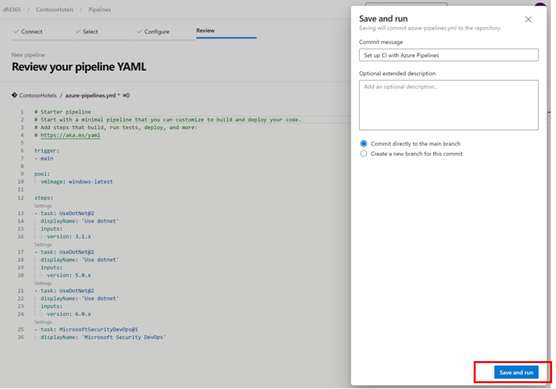 dfd365 / ContosoHotels / Pipelines
Connect
Select
Configure
Review
New pipeline
Review your pipeline YAML
ContosoHotels / azure-pipelines.yml *
1 # Starter pipeline
2 # Start with a minimal pipeline that you can customize to build and deploy your code.
3 # Add steps that build, run tests, deploy, and more:
4 # https://aka.ms/yaml
5
6 trigger:
7 - main
8
9 pool:
10 vmImage: windows-latest
11
12 steps:
Settings
13 - task: UseDotNet@2
14 displayName: 'Use dotnet'
15 inputs:
16 version: 3.1.x
Settings
17 - task: UseDotNet@2
18 displayName: 'Use dotnet'
19 inputs:
20 version: 5.0.x
Settings
21 - task: UseDotNet@2
22 displayName: 'Use dotnet'
23 inputs:
24 version: 6.0.x
Settings
25 - task: MicrosoftSecurityDevOps@1
26 displayName: 'Microsoft Security DevOps'
Save and run
Saving will commit azure-pipelines.yml to the repository.
Commit message
Set up CI with Azure Pipelines
Optional extended description
Add an optional description...
Commit directly to the main branch
Create a new branch for this commit
Save and run